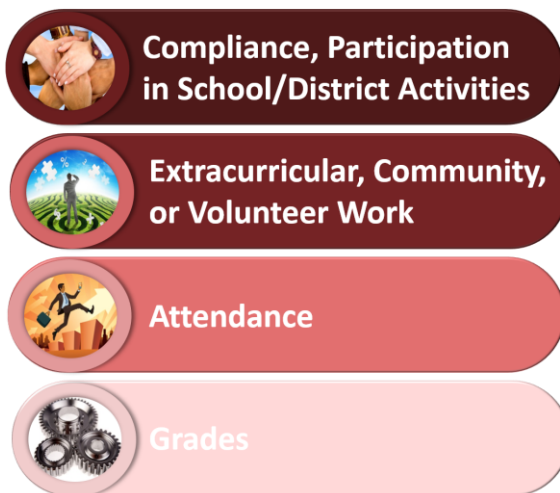 Compliance, Participation
in School/District Activities
Extracurricular, Community,
or Volunteer Work
Attendance
Grades